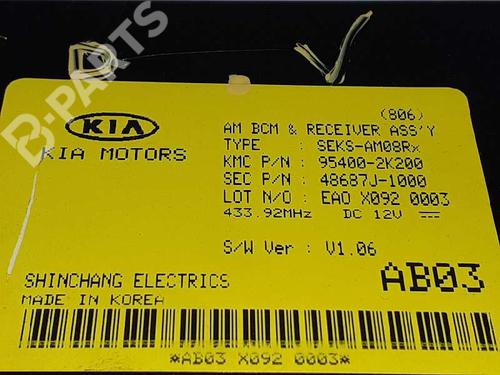 (806)
KIA
KIA MOTORS
AM BCM & RECEIVER ASS'Y
TYPE : SEKS-AM08Rx
KMC P/N : 95400-2K200
SEC P/N : 48687J-1000
LOT N/O : EAO X092 0003
433.92MHz DC 12V
S/W Ver : V1.06
SHINCHANG ELECTRICS
MADE IN KOREA
AB03
*AB03 X092 0003*
B-PARTS